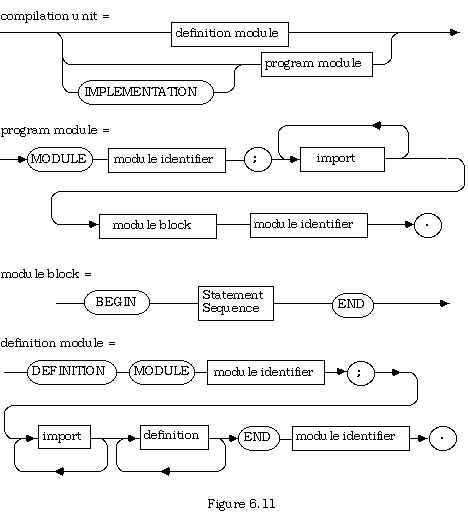 compilation unit =
definition module
program module
IMPLEMENTATION
program module =
MODULE module identifier ; import
module block module identifier .
module block =
BEGIN Statement Sequence END
definition module =
DEFINITION MODULE module identifier ;
import definition END module identifier .
Figure 6.11